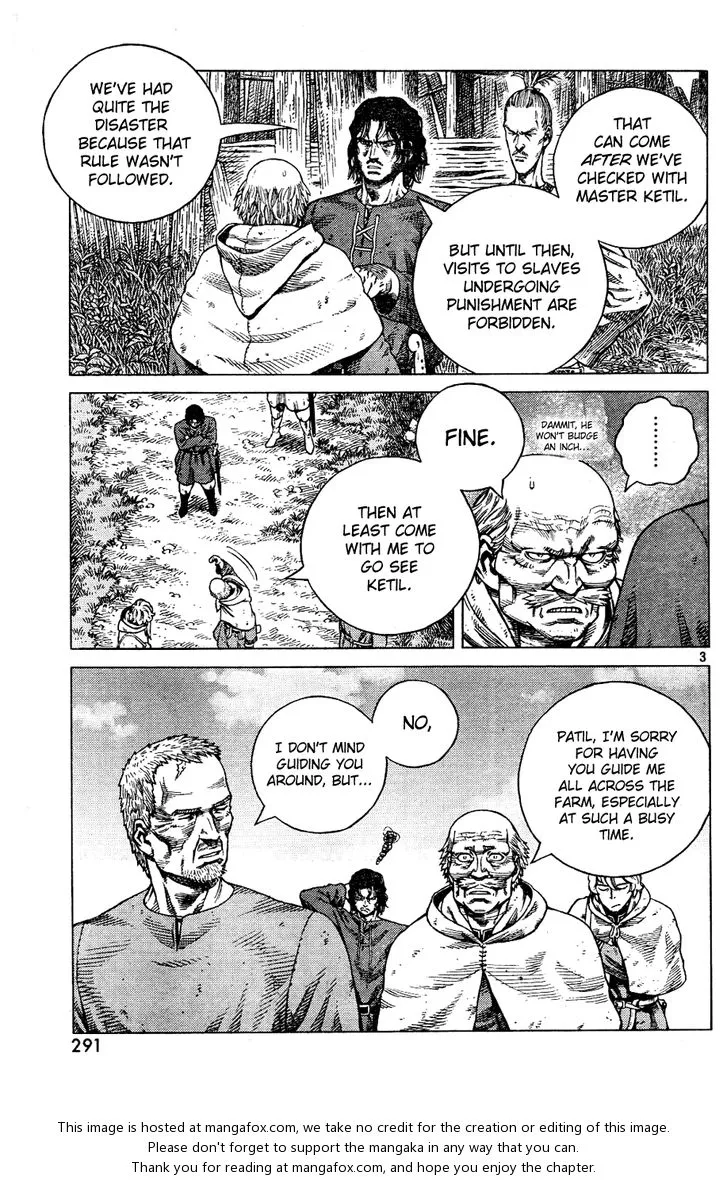 THAT
CAN COME
AFTER WE'VE
CHECKED WITH
MASTER KETIL.
BUT UNTIL THEN,
VISITS TO SLAVES
UNDERGOING
PUNISHMENT ARE
FORBIDDEN.
WE'VE HAD
QUITE THE
DISASTER
BECAUSE THAT
RULE WASN'T
FOLLOWED.
.........
DAMMIT, HE
WON'T BUDGE
AN INCH...
FINE.
THEN AT
LEAST COME
WITH ME TO
GO SEE
KETIL.
3
PATIL, I'M SORRY
FOR HAVING
YOU GUIDE ME
ALL ACROSS THE
FARM, ESPECIALLY
AT SUCH A BUSY
TIME.
NO,
I DON'T MIND
GUIDING YOU
AROUND, BUT...
291
This image is hosted at mangafox.com, we take no credit for the creation or editing of this image.
Please don't forget to support the mangaka in any way that you can.
Thank you for reading at mangafox.com, and hope you enjoy the chapter.